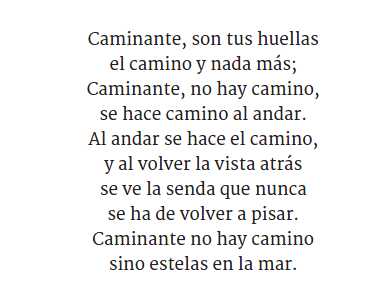 Caminante, son tus huellas
el camino y nada más;
Caminante, no hay camino,
se hace camino al andar.
Al andar se hace el camino,
y al volver la vista atrás
se ve la senda que nunca
se ha de volver a pisar.
Caminante no hay camino
sino estelas en la mar.